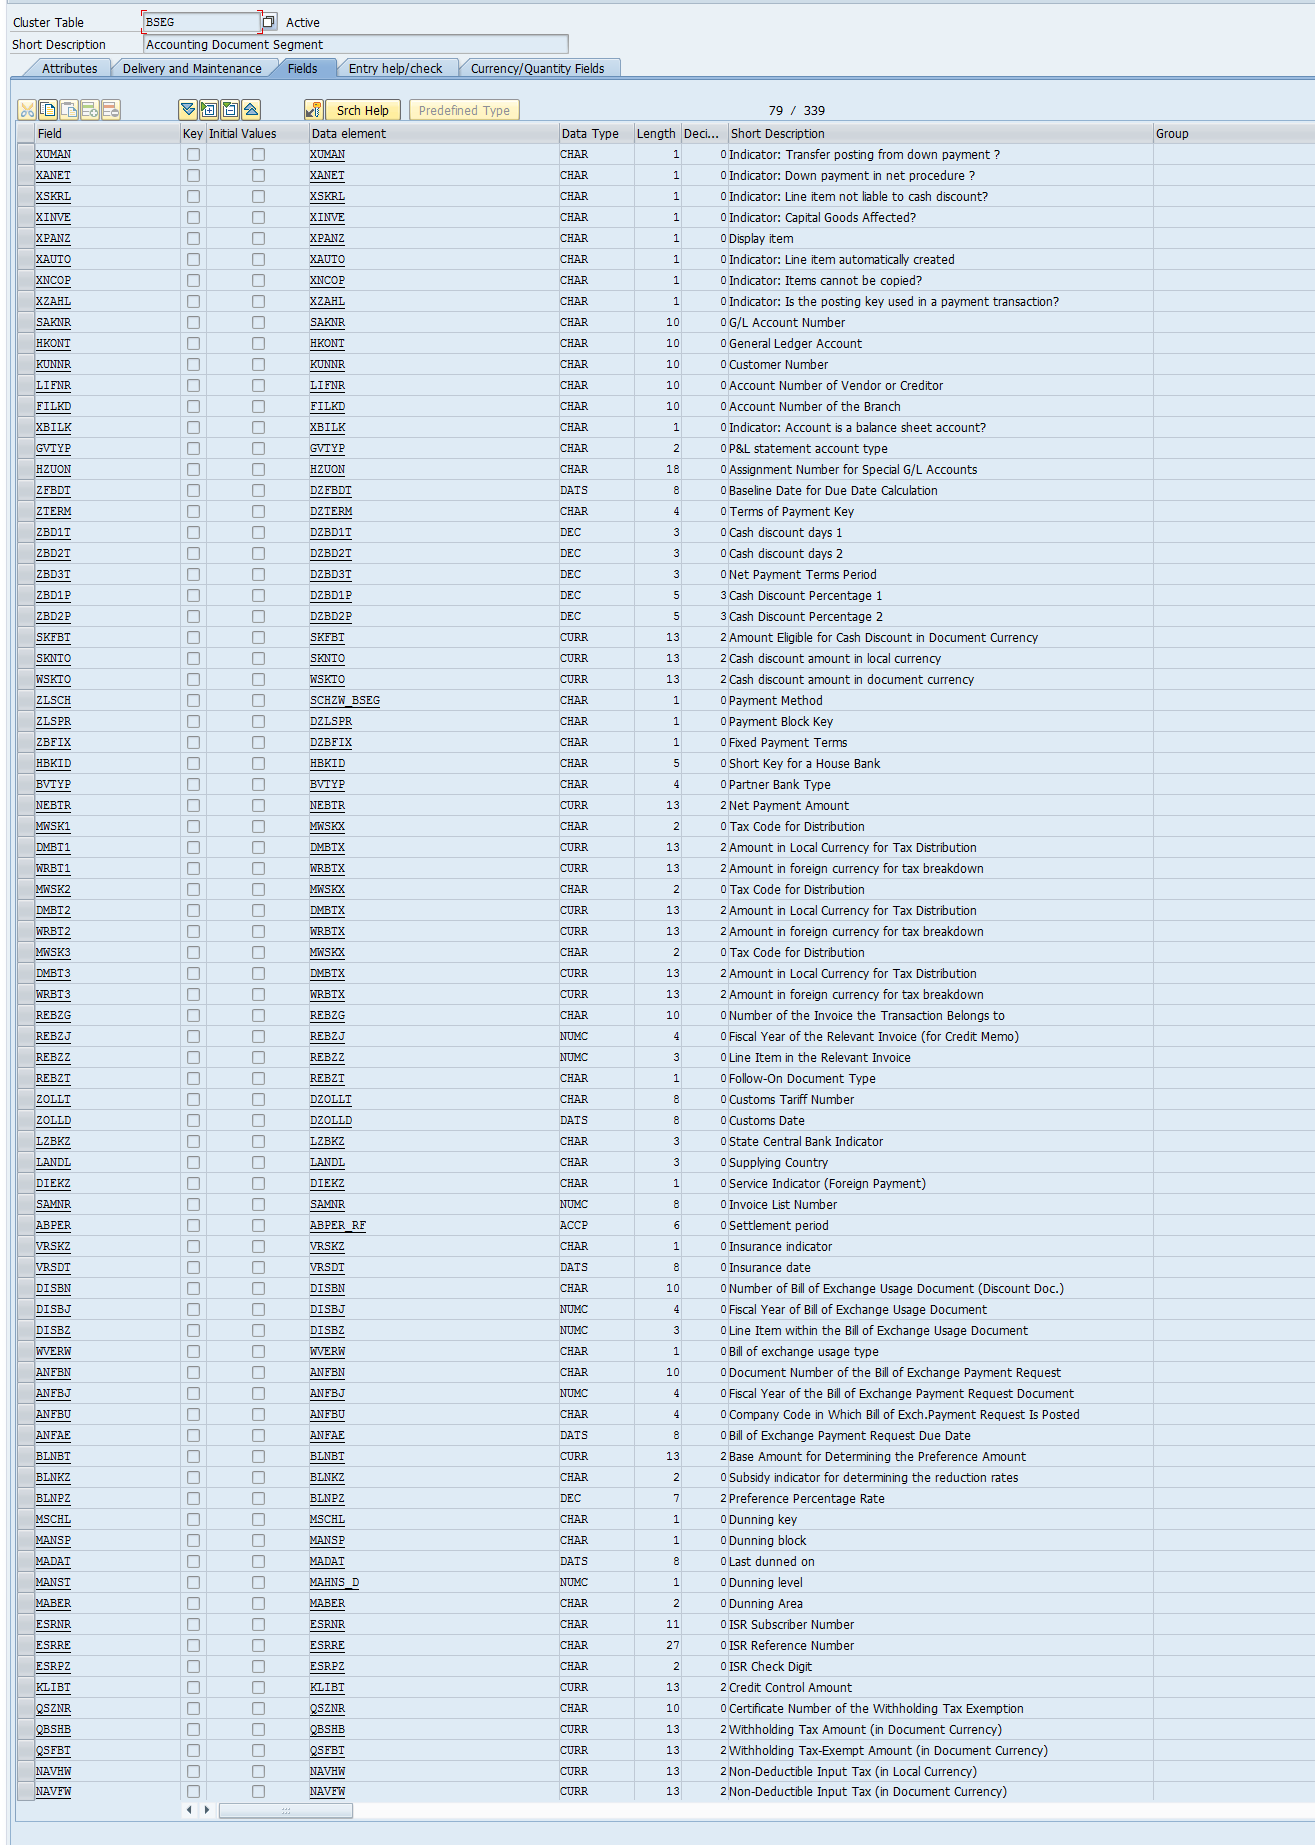 Cluster Table BSEG Active
Short Description Accounting Document Segment
Attributes Delivery and Maintenance Fields Entry help/check Currency/Quantity Fields
Srch Help Predefined Type 79 / 339
Field Key Initial Values Data element Data Type Length Deci... Short Description Group
XUMAN XUMAN CHAR 1 0 Indicator: Transfer posting from down payment ?
XANET XANET CHAR 1 0 Indicator: Down payment in net procedure ?
XSKRL XSKRL CHAR 1 0 Indicator: Line item not liable to cash discount?
XINVE XINVE CHAR 1 0 Indicator: Capital Goods Affected?
XPANZ XPANZ CHAR 1 0 Display item
XAUTO XAUTO CHAR 1 0 Indicator: Line item automatically created
XNCOP XNCOP CHAR 1 0 Indicator: Items cannot be copied?
XZAHL XZAHL CHAR 1 0 Indicator: Is the posting key used in a payment transaction?
SAKNR SAKNR CHAR 10 0 G/L Account Number
HKONT HKONT CHAR 10 0 General Ledger Account
KUNNR KUNNR CHAR 10 0 Customer Number
LIFNR LIFNR CHAR 10 0 Account Number of Vendor or Creditor
FILKD FILKD CHAR 10 0 Account Number of the Branch
XBILK XBILK CHAR 1 0 Indicator: Account is a balance sheet account?
GVTYP GVTYP CHAR 2 0 P&L statement account type
HZUON HZUON CHAR 18 0 Assignment Number for Special G/L Accounts
ZFBDT DZFBDT DATS 8 0 Baseline Date for Due Date Calculation
ZTERM DZTERM CHAR 4 0 Terms of Payment Key
ZBD1T DZBD1T DEC 3 0 Cash discount days 1
ZBD2T DZBD2T DEC 3 0 Cash discount days 2
ZBD3T DZBD3T DEC 3 0 Net Payment Terms Period
ZBD1P DZBD1P DEC 5 3 Cash Discount Percentage 1
ZBD2P DZBD2P DEC 5 3 Cash Discount Percentage 2
SKFBT SKFBT CURR 13 2 Amount Eligible for Cash Discount in Document Currency
SKNTO SKNTO CURR 13 2 Cash discount amount in local currency
WSKTO WSKTO CURR 13 2 Cash discount amount in document currency
ZLSCH SCHZW_BSEG CHAR 1 0 Payment Method
ZLSPR DZLSPR CHAR 1 0 Payment Block Key
ZBFIX DZBFIX CHAR 1 0 Fixed Payment Terms
HBKID HBKID CHAR 5 0 Short Key for a House Bank
BVTYP BVTYP CHAR 4 0 Partner Bank Type
NEBTR NEBTR CURR 13 2 Net Payment Amount
MWSK1 MWSKX CHAR 2 0 Tax Code for Distribution
DMBT1 DMBTX CURR 13 2 Amount in Local Currency for Tax Distribution
WRBT1 WRBTX CURR 13 2 Amount in foreign currency for tax breakdown
MWSK2 MWSKX CHAR 2 0 Tax Code for Distribution
DMBT2 DMBTX CURR 13 2 Amount in Local Currency for Tax Distribution
WRBT2 WRBTX CURR 13 2 Amount in foreign currency for tax breakdown
MWSK3 MWSKX CHAR 2 0 Tax Code for Distribution
DMBT3 DMBTX CURR 13 2 Amount in Local Currency for Tax Distribution
WRBT3 WRBTX CURR 13 2 Amount in foreign currency for tax breakdown
REBZG REBZG CHAR 10 0 Number of the Invoice the Transaction Belongs to
REBZJ REBZJ NUMC 4 0 Fiscal Year of the Relevant Invoice (for Credit Memo)
REBZZ REBZZ NUMC 3 0 Line Item in the Relevant Invoice
REBZT REBZT CHAR 1 0 Follow-On Document Type
ZOLLT DZOLLT CHAR 8 0 Customs Tariff Number
ZOLLD DZOLLD DATS 8 0 Customs Date
LZBKZ LZBKZ CHAR 3 0 State Central Bank Indicator
LANDL LANDL CHAR 3 0 Supplying Country
DIEKZ DIEKZ CHAR 1 0 Service Indicator (Foreign Payment)
SAMNR SAMNR NUMC 8 0 Invoice List Number
ABPER ABPER_RF ACCP 6 0 Settlement period
VRSKZ VRSKZ CHAR 1 0 Insurance indicator
VRSDT VRSDT DATS 8 0 Insurance date
DISBN DISBN CHAR 10 0 Number of Bill of Exchange Usage Document (Discount Doc.)
DISBJ DISBJ NUMC 4 0 Fiscal Year of Bill of Exchange Usage Document
DISBZ DISBZ NUMC 3 0 Line Item within the Bill of Exchange Usage Document
WVERW WVERW CHAR 1 0 Bill of exchange usage type
ANFBN ANFBN CHAR 10 0 Document Number of the Bill of Exchange Payment Request
ANFBJ ANFBJ NUMC 4 0 Fiscal Year of the Bill of Exchange Payment Request Document
ANFBU ANFBU CHAR 4 0 Company Code in Which Bill of Exch.Payment Request Is Posted
ANFAE ANFAE DATS 8 0 Bill of Exchange Payment Request Due Date
BLNBT BLNBT CURR 13 2 Base Amount for Determining the Preference Amount
BLNKZ BLNKZ CHAR 2 0 Subsidy indicator for determining the reduction rates
BLNPZ BLNPZ DEC 7 2 Preference Percentage Rate
MSCHL MSCHL CHAR 1 0 Dunning key
MANSP MANSP CHAR 1 0 Dunning block
MADAT MADAT DATS 8 0 Last dunned on
MANST MAHNS_D NUMC 1 0 Dunning level
MABER MABER CHAR 2 0 Dunning Area
ESRNR ESRNR CHAR 11 0 ISR Subscriber Number
ESRRE ESRRE CHAR 27 0 ISR Reference Number
ESRPZ ESRPZ CHAR 2 0 ISR Check Digit
KLIBT KLIBT CURR 13 2 Credit Control Amount
QSZNR QSZNR CHAR 10 0 Certificate Number of the Withholding Tax Exemption
QBSHB QBSHB CURR 13 2 Withholding Tax Amount (in Document Currency)
QSFBT QSFBT CURR 13 2 Withholding Tax-Exempt Amount (in Document Currency)
NAVHW NAVHW CURR 13 2 Non-Deductible Input Tax (in Local Currency)
NAVFW NAVFW CURR 13 2 Non-Deductible Input Tax (in Document Currency)